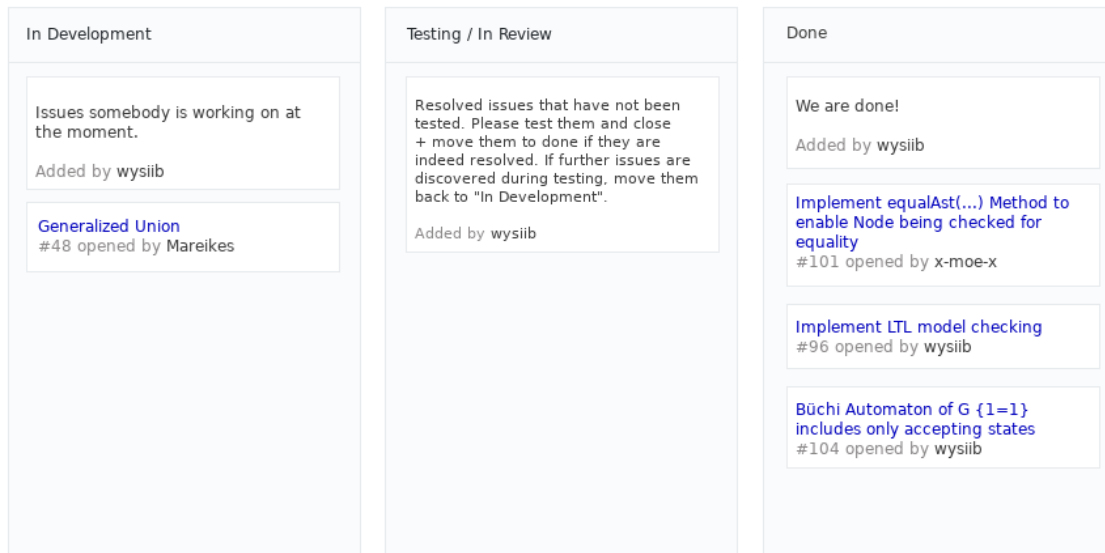 In Development
Issues somebody is working on at
the moment.
Added by wysiib
Generalized Union
#48 opened by Mareikes
Testing / In Review
Resolved issues that have not been
tested. Please test them and close
+ move them to done if they are
indeed resolved. If further issues are
discovered during testing, move them
back to "In Development".
Added by wysiib
Done
We are done!
Added by wysiib
Implement equalAst(...) Method to
enable Node being checked for
equality
#101 opened by x-moe-x
Implement LTL model checking
#96 opened by wysiib
Büchi Automaton of G {1=1}
includes only accepting states
#104 opened by wysiib